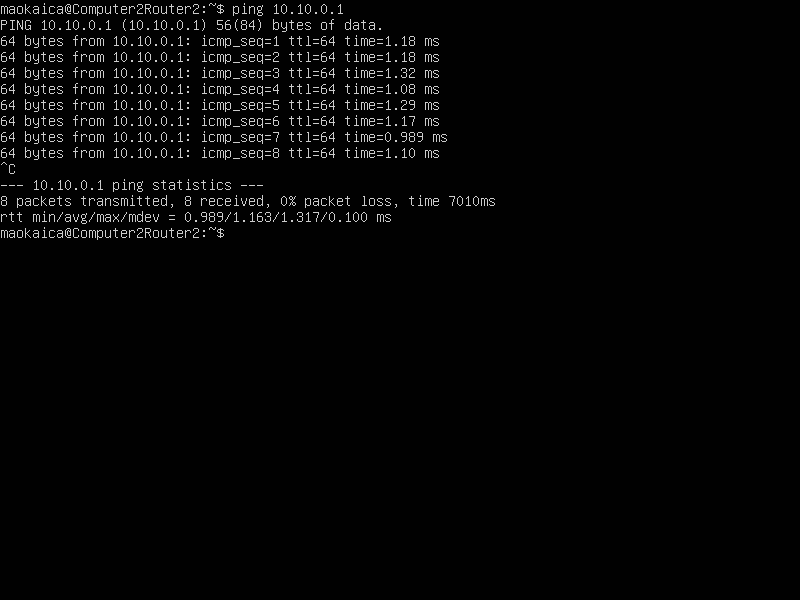 maokaica@Computer2Router2:~$ ping 10.10.0.1
PING 10.10.0.1 (10.10.0.1) 56(84) bytes of data.
64 bytes from 10.10.0.1: icmp_seq=1 ttl=64 time=1.18 ms
64 bytes from 10.10.0.1: icmp_seq=2 ttl=64 time=1.18 ms
64 bytes from 10.10.0.1: icmp_seq=3 ttl=64 time=1.32 ms
64 bytes from 10.10.0.1: icmp_seq=4 ttl=64 time=1.08 ms
64 bytes from 10.10.0.1: icmp_seq=5 ttl=64 time=1.29 ms
64 bytes from 10.10.0.1: icmp_seq=6 ttl=64 time=1.17 ms
64 bytes from 10.10.0.1: icmp_seq=7 ttl=64 time=0.989 ms
64 bytes from 10.10.0.1: icmp_seq=8 ttl=64 time=1.10 ms
^C
--- 10.10.0.1 ping statistics ---
8 packets transmitted, 8 received, 0% packet loss, time 7010ms
rtt min/avg/max/mdev = 0.989/1.163/1.317/0.100 ms
maokaica@Computer2Router2:~$